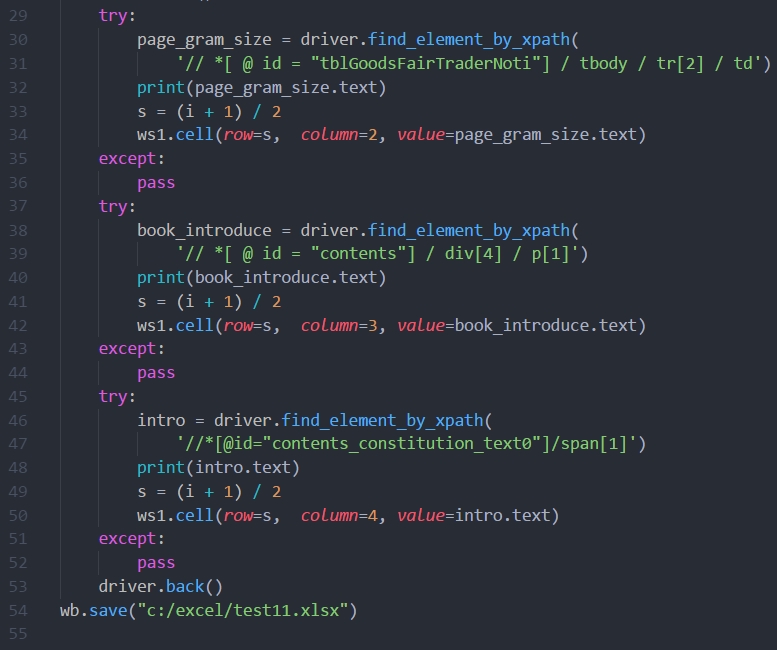 29 try:
30 page_gram_size = driver.find_element_by_xpath(
31 '// *[ @ id = "tblGoodsFairTraderNoti"] / tbody / tr[2] / td')
32 print(page_gram_size.text)
33 s = (i + 1) / 2
34 ws1.cell(row=s,  column=2, value=page_gram_size.text)
35 except:
36 pass
37 try:
38 book_introduce = driver.find_element_by_xpath(
39 '// *[ @ id = "contents"] / div[4] / p[1]')
40 print(book_introduce.text)
41 s = (i + 1) / 2
42 ws1.cell(row=s,  column=3, value=book_introduce.text)
43 except:
44 pass
45 try:
46 intro = driver.find_element_by_xpath(
47 '//*[@id="contents_constitution_text0"]/span[1]')
48 print(intro.text)
49 s = (i + 1) / 2
50 ws1.cell(row=s,  column=4, value=intro.text)
51 except:
52 pass
53 driver.back()
54 wb.save("c:/excel/test11.xlsx")
55